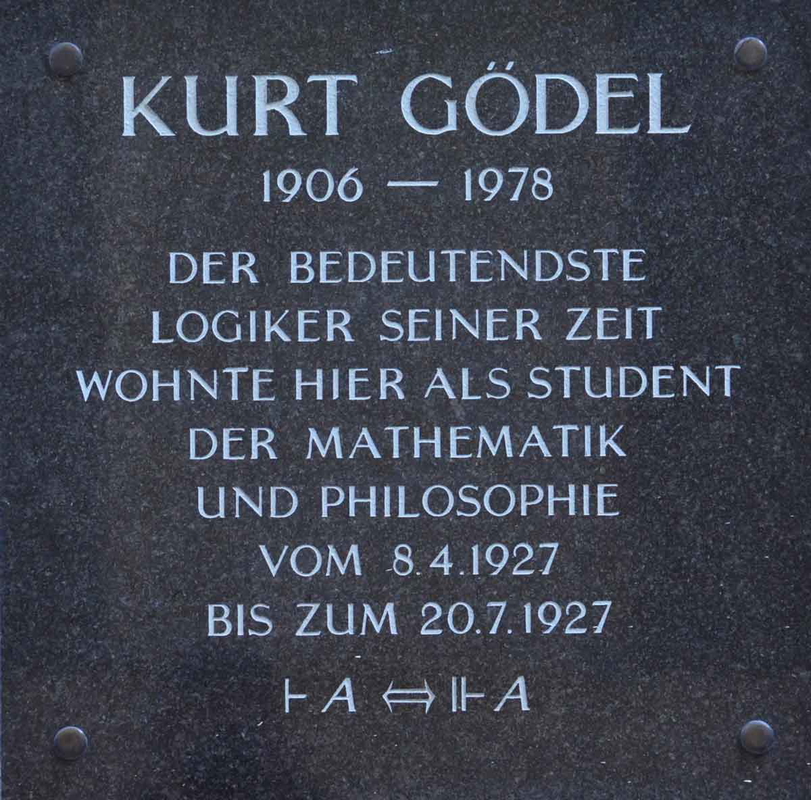 KURT GÖDEL
1906 — 1978
DER BEDEUTENDSTE
LOGIKER SEINER ZEIT
WOHNTE HIER ALS STUDENT
DER MATHEMATIK
UND PHILOSOPHIE
VOM 8.4.1927
BIS ZUM 20.7.1927
⊢ A ⇔ ⊪ A